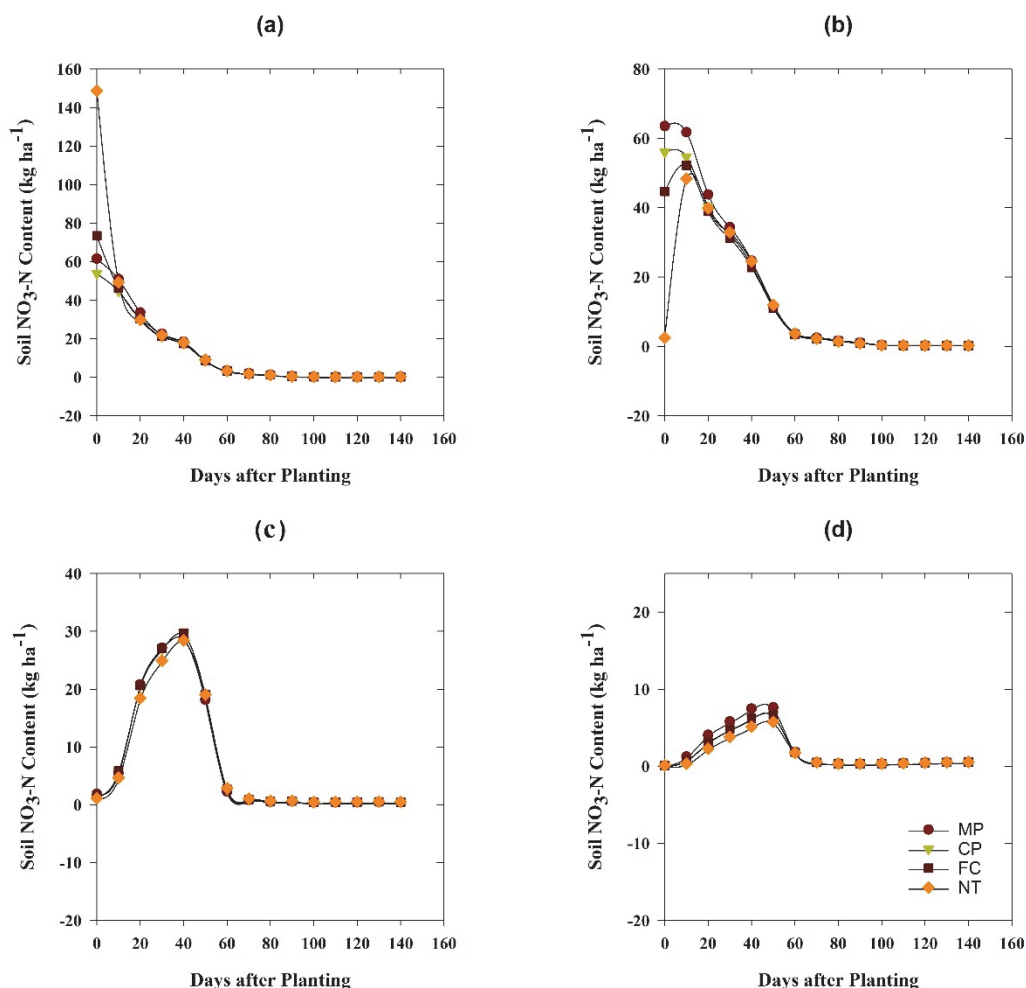 (a)
160
140
120
100
80
60
40
20
0
-20
Soil NO3-N Content (kg ha-1)
0 20 40 60 80 100 120 140 160
Days after Planting
(b)
80
60
40
20
0
-20
Soil NO3-N Content (kg ha-1)
0 20 40 60 80 100 120 140 160
Days after Planting
(c)
40
30
20
10
0
-10
-20
Soil NO3-N Content (kg ha-1)
0 20 40 60 80 100 120 140 160
Days after Planting
(d)
20
10
0
-10
-20
Soil NO3-N Content (kg ha-1)
MP
CP
FC
NT
0 20 40 60 80 100 120 140 160
Days after Planting